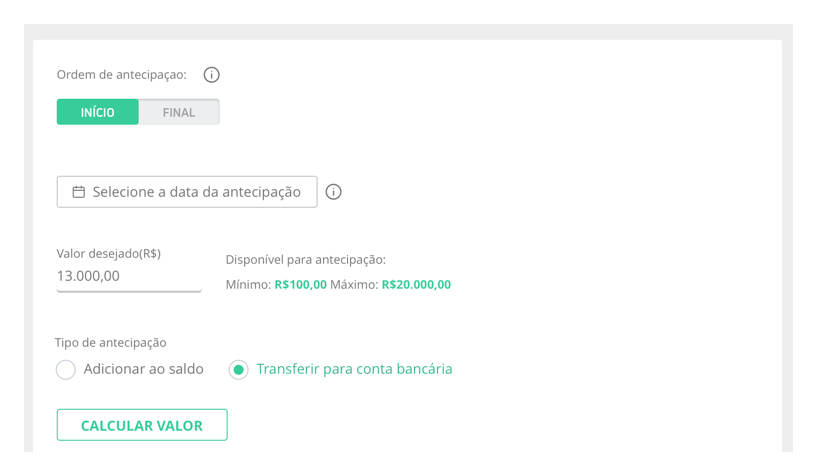 Ordem de antecipaçao:
INÍCIO FINAL
Selecione a data da antecipação
Valor desejado(R$)
13.000,00
Disponível para antecipação:
Mínimo: R$100,00 Máximo: R$20.000,00
Tipo de antecipação
Adicionar ao saldo Transferir para conta bancária
CALCULAR VALOR